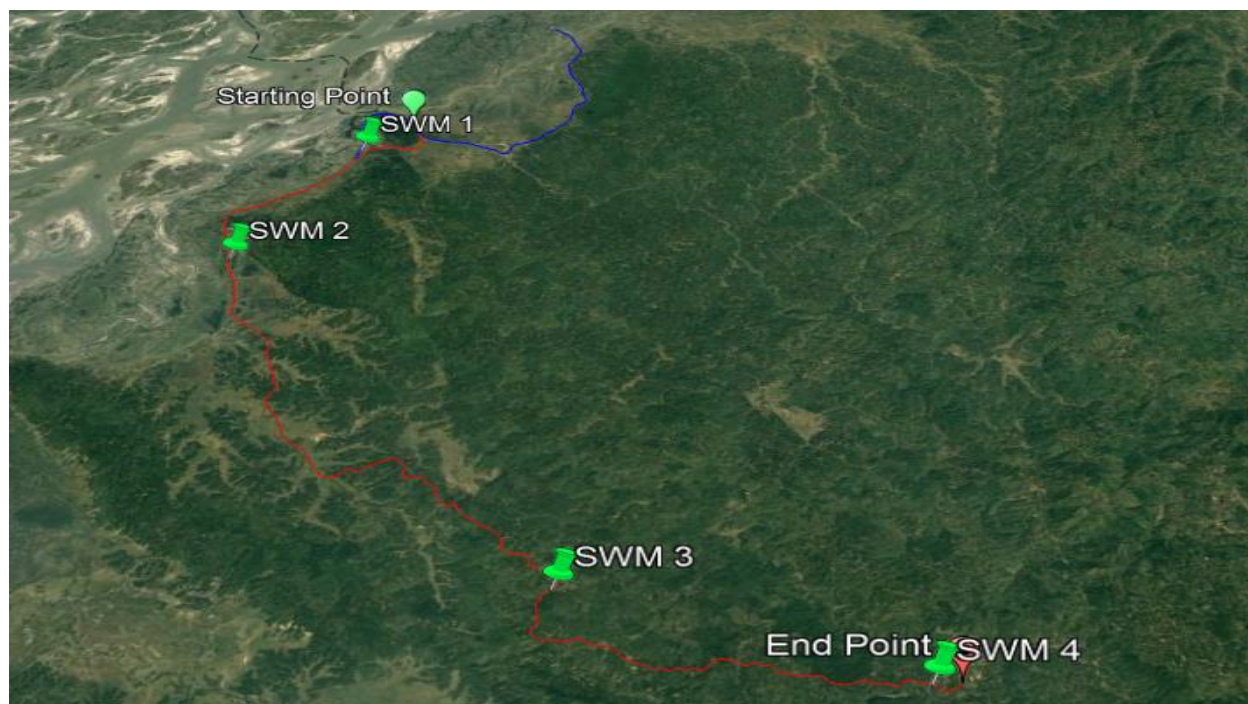 Starting Point
SWM 1
SWM 2
SWM 3
End Point
SWM 4